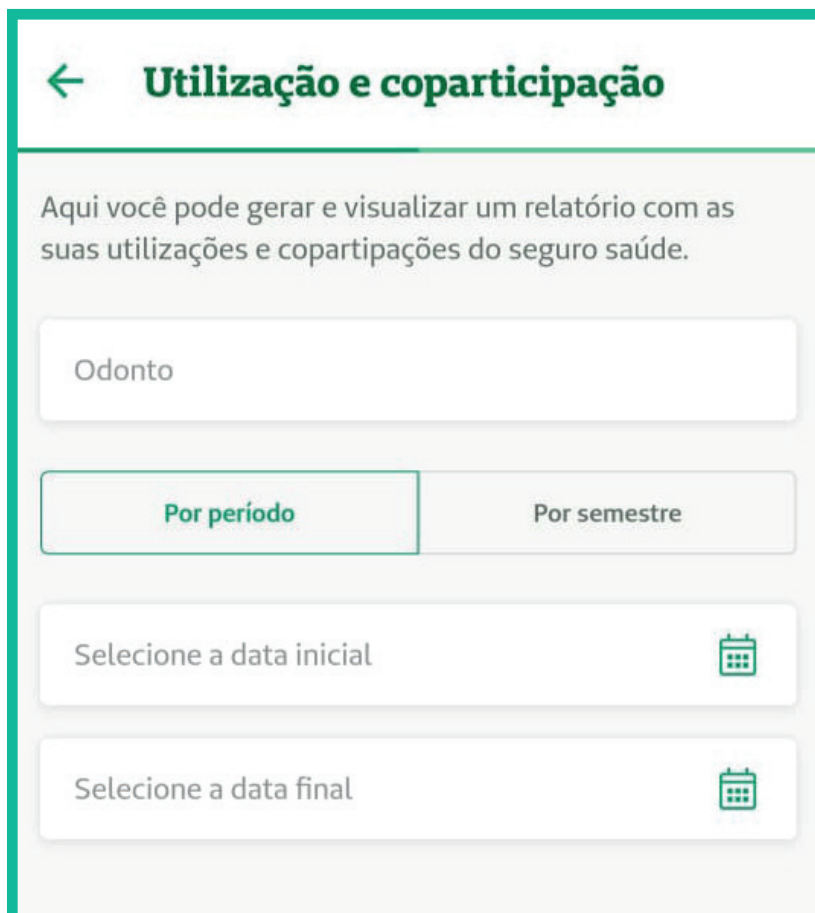 Utilização e coparticipação
Aqui você pode gerar e visualizar um relatório com as
suas utilizações e copartipações do seguro saúde.
Odonto
Por período
Por semestre
Selecione a data inicial
Selecione a data final